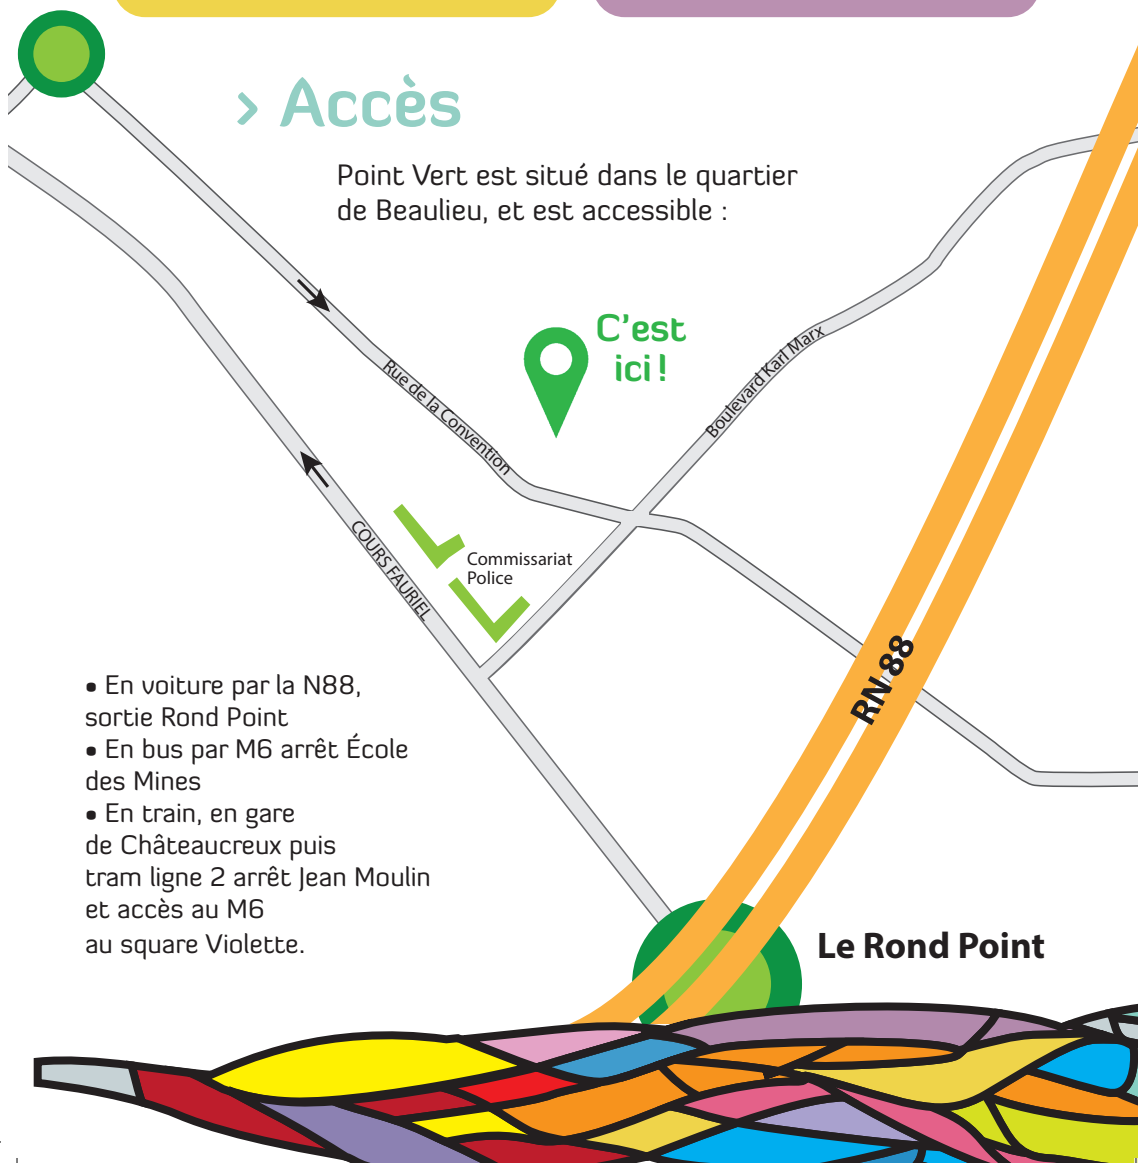 > Accès
Point Vert est situé dans le quartier
de Beaulieu, et est accessible :
C'est
ici !
Boulevard Karl Marx
Rue de la Convention
COURS FAURIEL
Commissariat
Police
RN 88
• En voiture par la N88,
sortie Rond Point
• En bus par M6 arrêt École
des Mines
• En train, en gare
de Châteaucreux puis
tram ligne 2 arrêt Jean Moulin
et accès au M6
au square Violette.
Le Rond Point